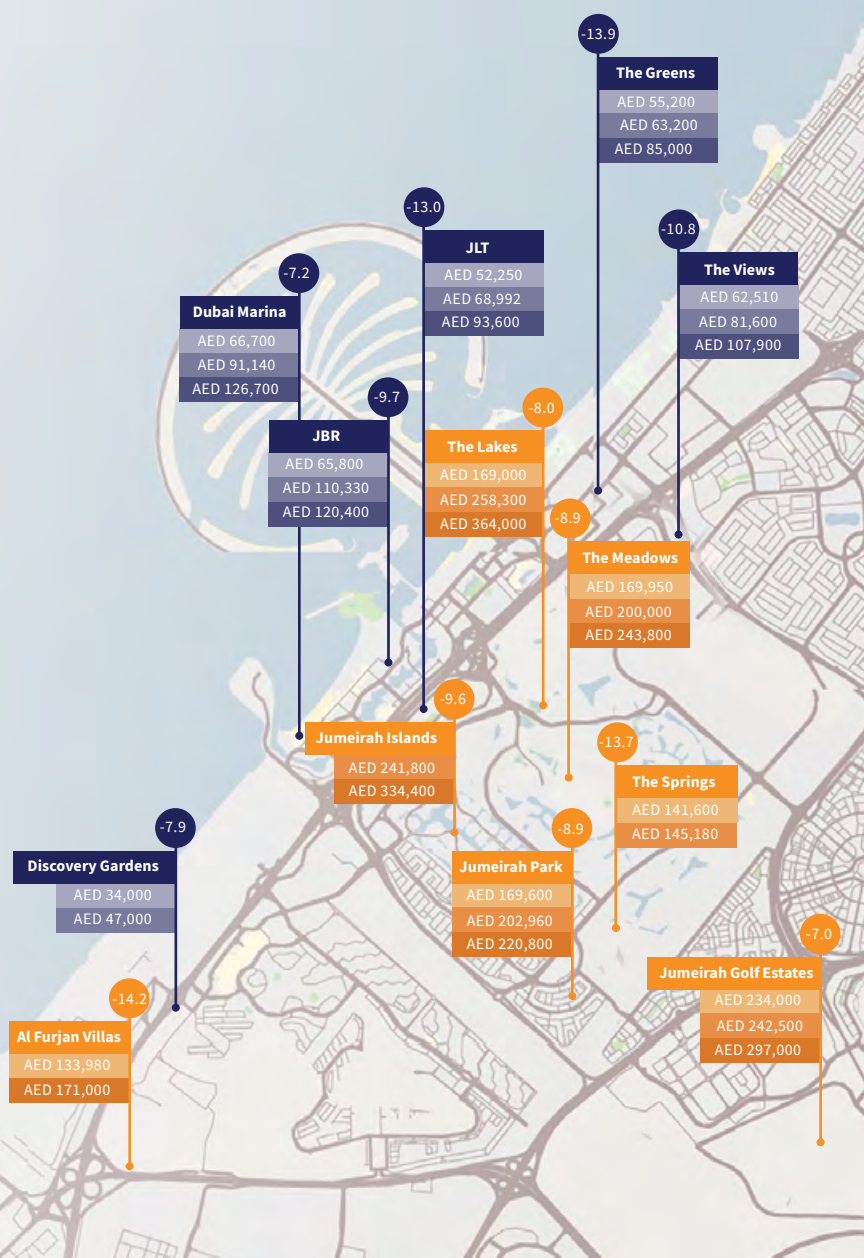 -13.9
The Greens
AED 55,200
AED 63,200
AED 85,000
-13.0
JLT
AED 52,250
AED 68,992
AED 93,600
-10.8
The Views
AED 62,510
AED 81,600
AED 107,900
-7.2
Dubai Marina
AED 66,700
AED 91,140
AED 126,700
-9.7
JBR
AED 65,800
AED 110,330
AED 120,400
-8.0
The Lakes
AED 169,000
AED 258,300
AED 364,000
-8.9
The Meadows
AED 169,950
AED 200,000
AED 243,800
-9.6
Jumeirah Islands
AED 241,800
AED 334,400
-13.7
The Springs
AED 141,600
AED 145,180
-7.9
Discovery Gardens
AED 34,000
AED 47,000
-8.9
Jumeirah Park
AED 169,600
AED 202,960
AED 220,800
-7.0
Jumeirah Golf Estates
AED 234,000
AED 242,500
AED 297,000
-14.2
Al Furjan Villas
AED 133,980
AED 171,000